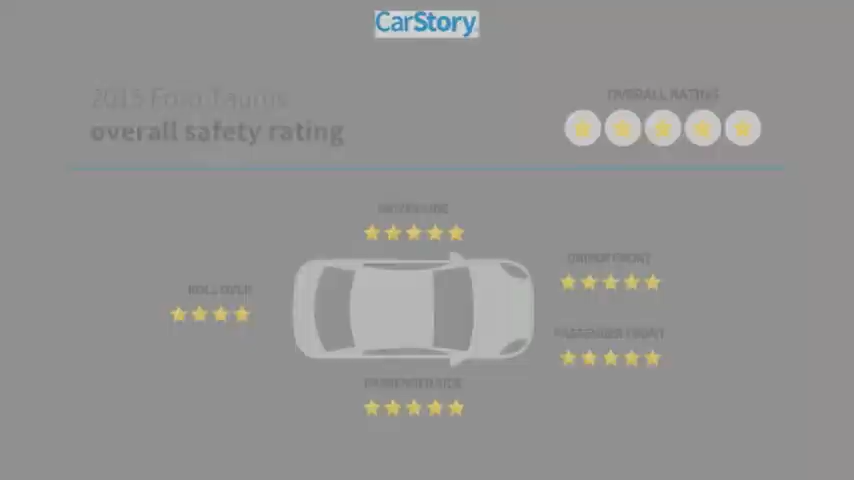 CarStory
2015 Ford Taurus
overall safety rating
OVERALL RATING
DRIVER SIDE
DRIVER FRONT
ROLLOVER
PASSENGER FRONT
PASSENGER SIDE